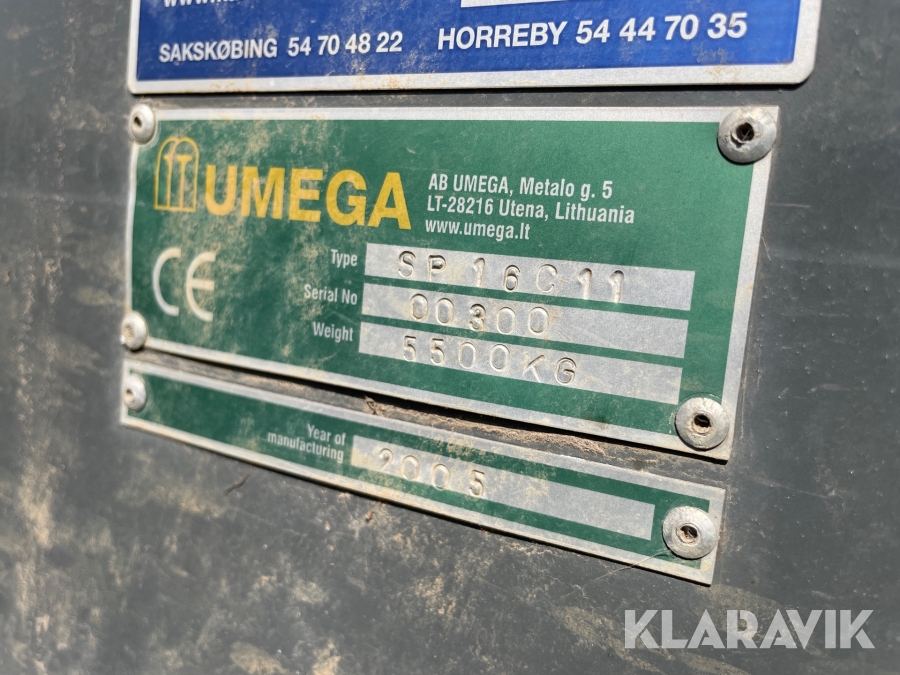 SAKSKØBING 54 70 48 22 HORREBY 54 44 70 35
UMEGA
AB UMEGA, Metalo g. 5
LT-28216 Utena, Lithuania
www.umega.lt
CE
Type SP 16C11
Serial No 00300
Weight 5500KG
Year of
manufacturing 2005
KLARAVIK